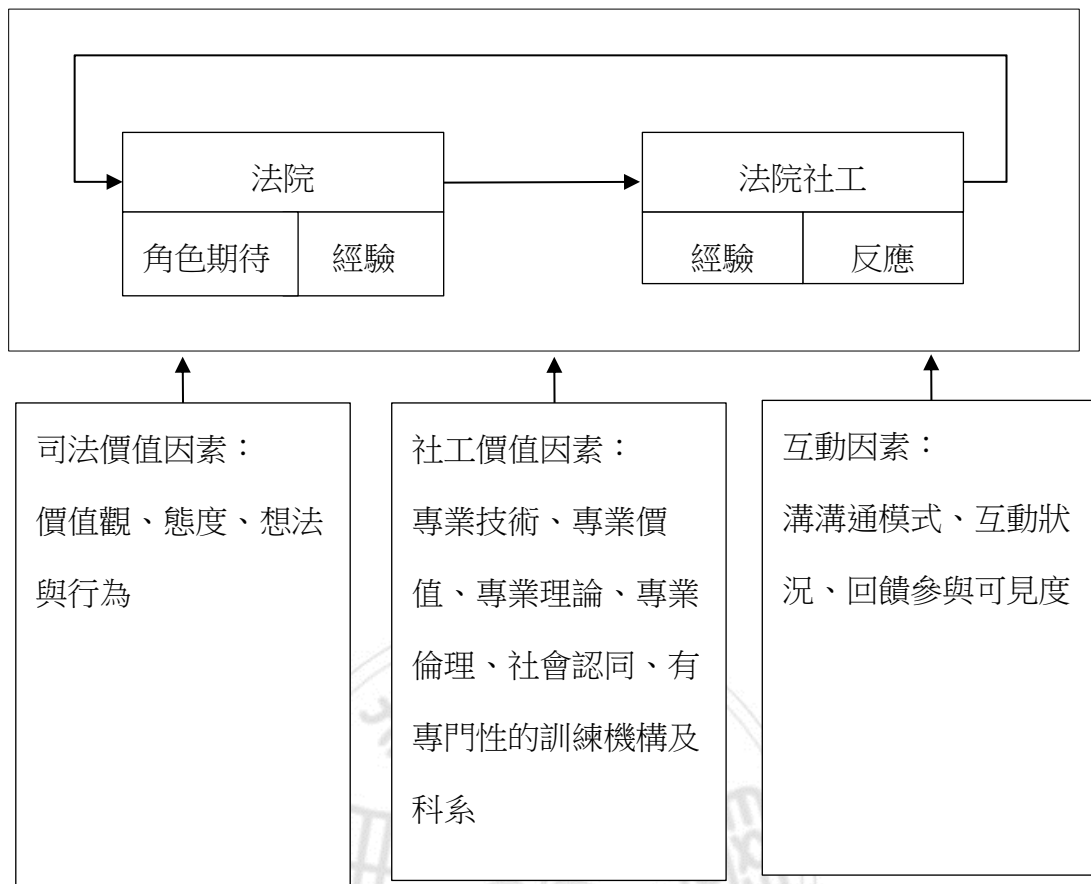 法院
法院社工
角色期待
經驗
經驗
反應
司法價值因素：
價值觀、態度、想法
與行為
社工價值因素：
專業技術、專業價
值、專業理論、專業
倫理、社會認同、有
專門性的訓練機構及
科系
互動因素：
溝溝通模式、互動狀
況、回饋參與可見度